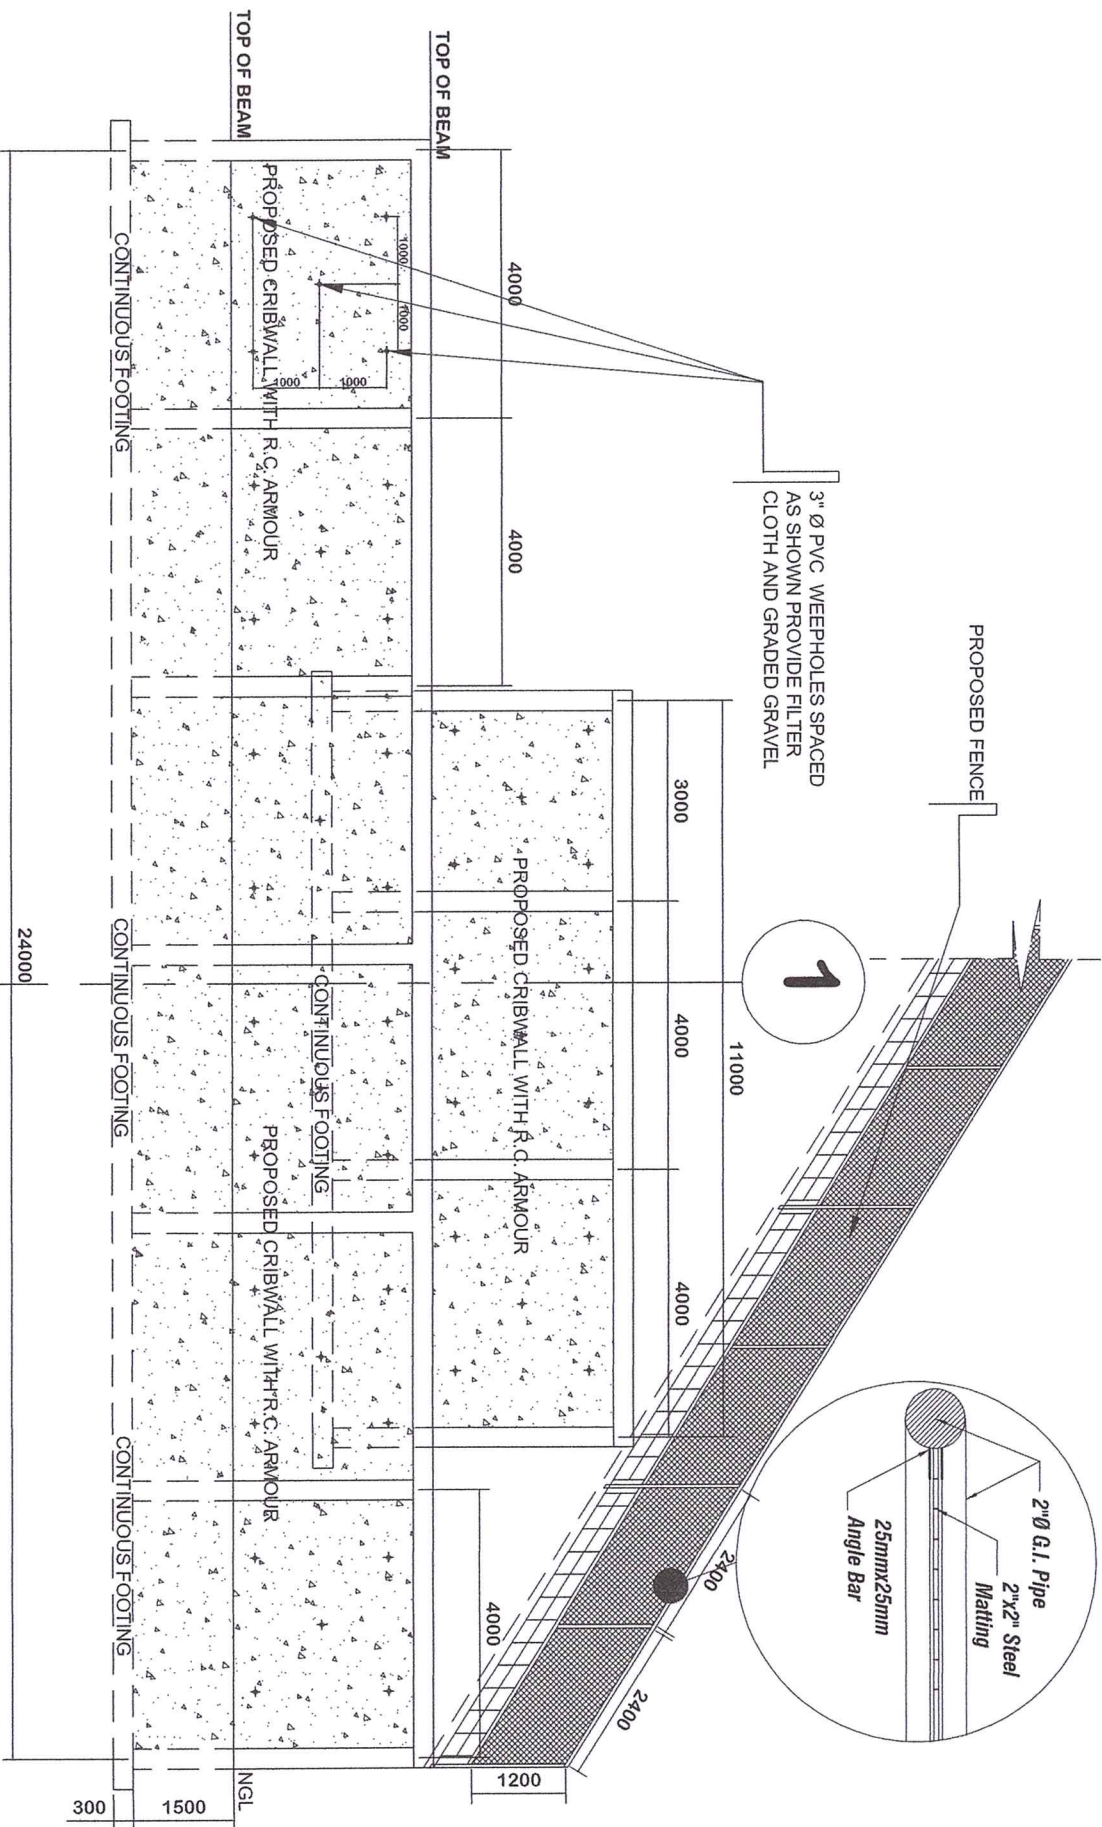 PROPOSED FENCE
3" Ø PVC WEEPHOLES SPACED
AS SHOWN PROVIDE FILTER
CLOTH AND GRADED GRAVEL
2"Ø G.I. Pipe
2"x2" Steel
Matting
25mmx25mm
Angle Bar
1
2400
2400
1200
11000
3000
4000
4000
4000
4000
4000
TOP OF BEAM
TOP OF BEAM
1000
1000
1000
1000
PROPOSED CRIBWALL WITH R.C. ARMOUR
PROPOSED CRIBWALL WITH R.C. ARMOUR
PROPOSED CRIBWALL WITH R.C. ARMOUR
CONTINUOUS FOOTING
CONTINUOUS FOOTING
CONTINUOUS FOOTING
CONTINUOUS FOOTING
NGL
1500
300
24000